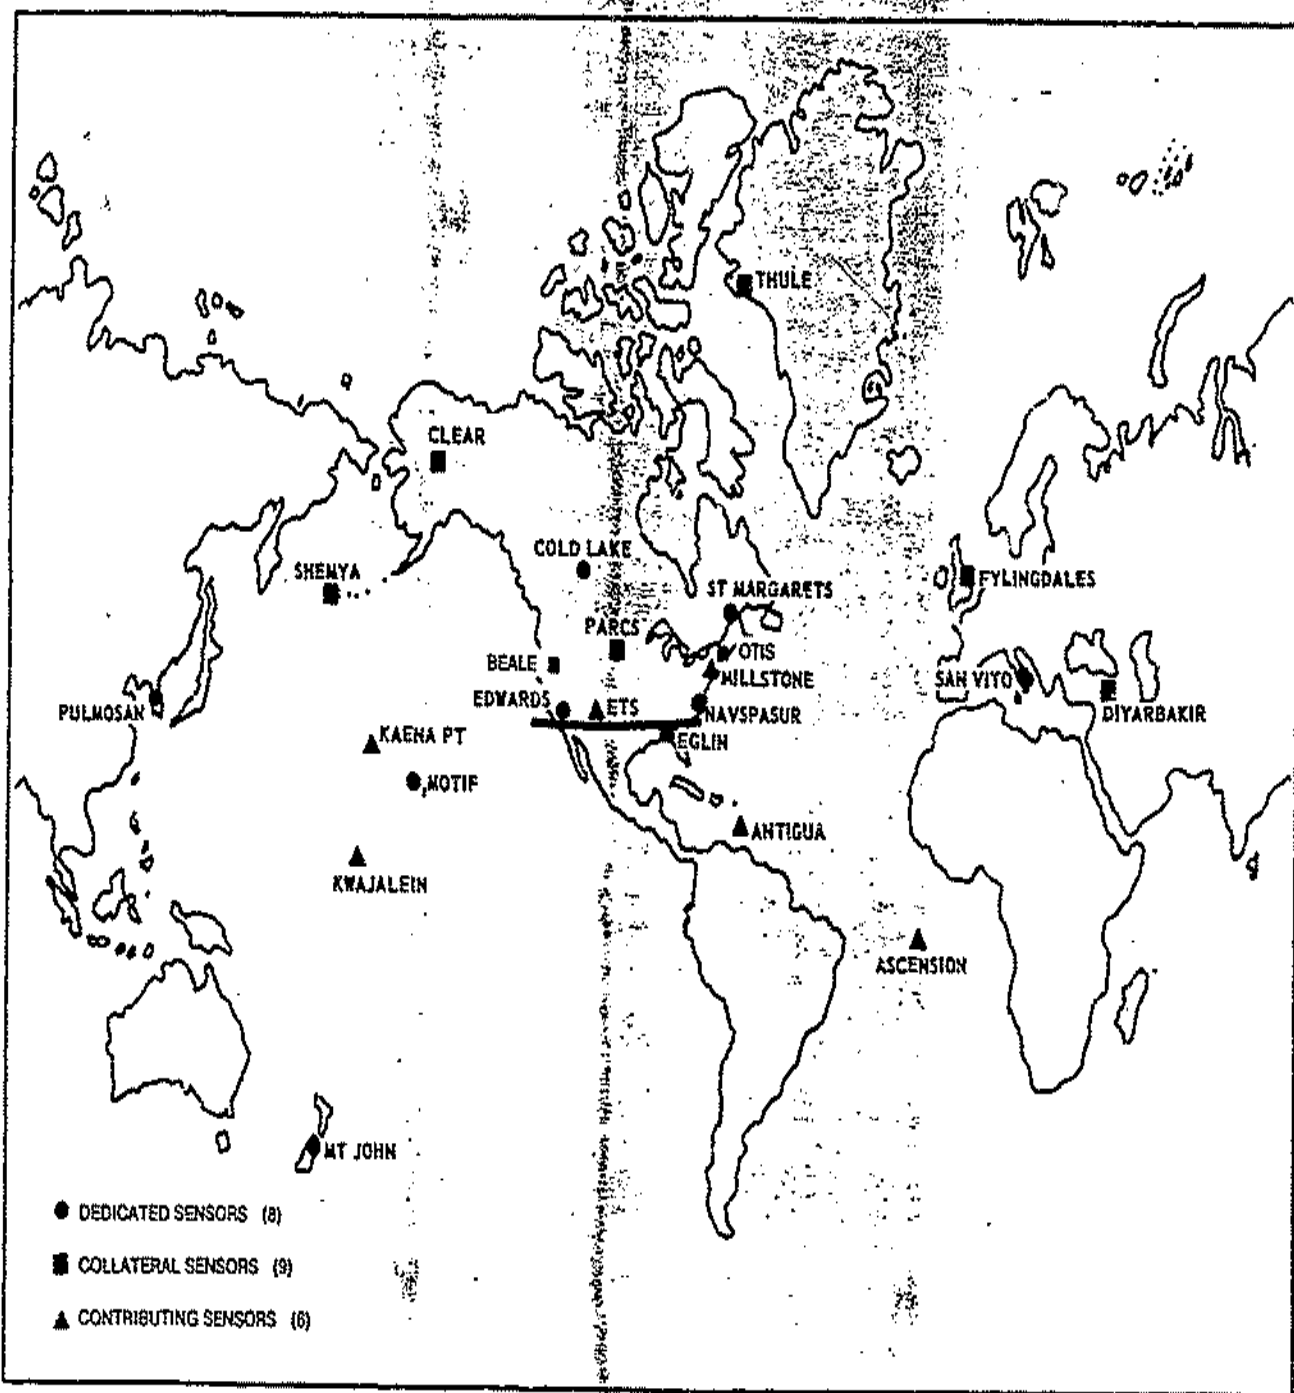 THULE
CLEAR
COLD LAKE
SHEMYA
FYLINGDALES
ST MARGARETS
PARCS
OTIS
BEALE
MILLSTONE
SAN VITO
EDWARDS
ETS
PULMOSAN
NAVSPASUR
DIYARBAKIR
KAENA PT
EGLIN
MOTIF
ANTIGUA
KWAJALEIN
ASCENSION
MT JOHN
DEDICATED SENSORS (8)
COLLATERAL SENSORS (9)
CONTRIBUTING SENSORS (6)